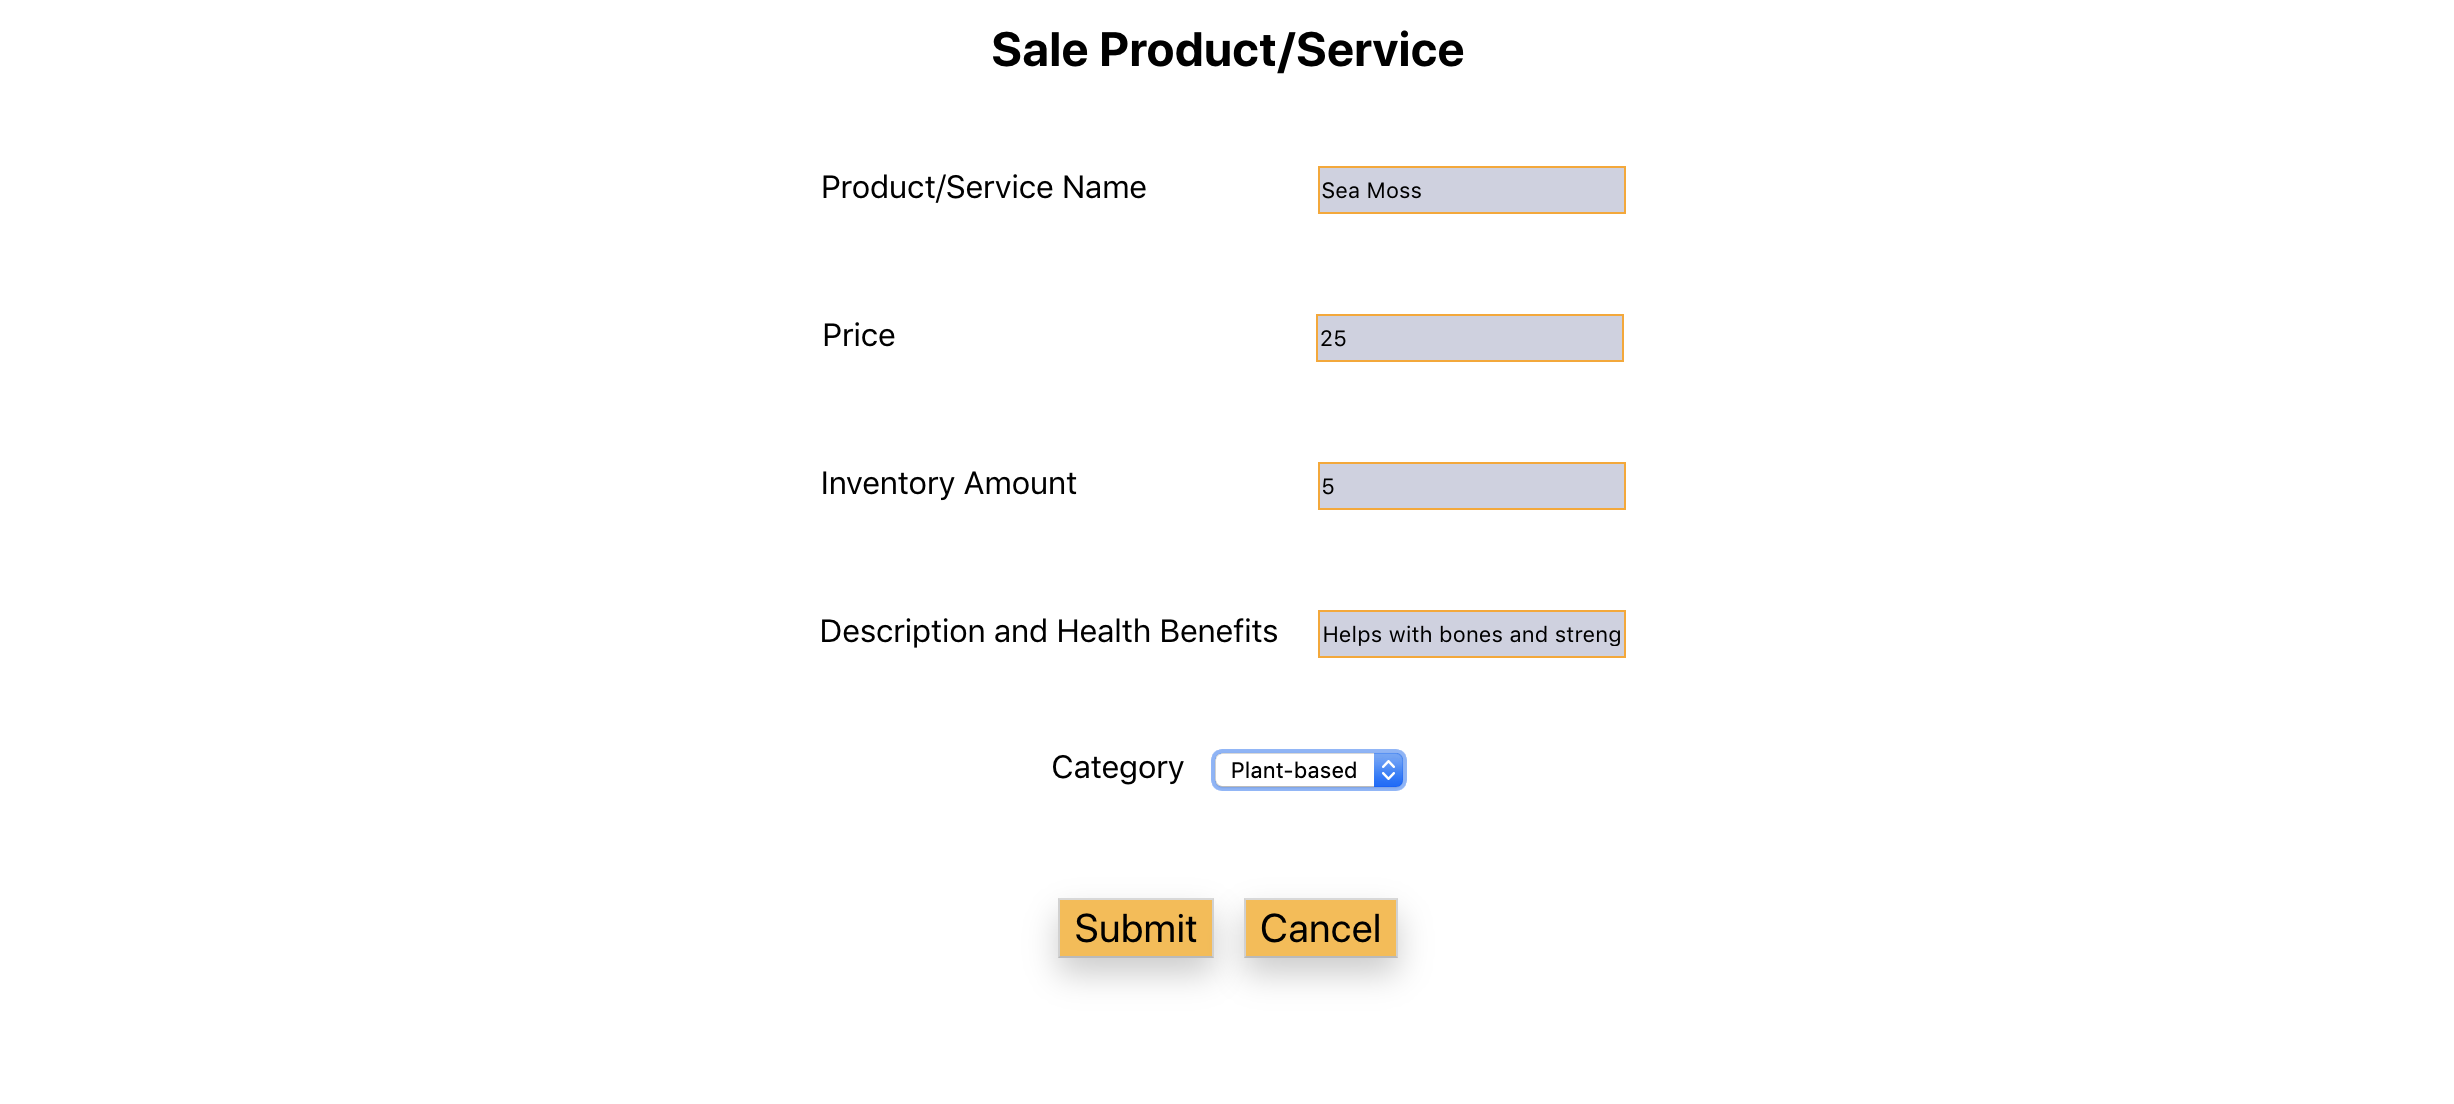 Sale Product/Service
Product/Service Name Sea Moss
Price 25
Inventory Amount 5
Description and Health Benefits Helps with bones and streng
Category Plant-based
Submit Cancel